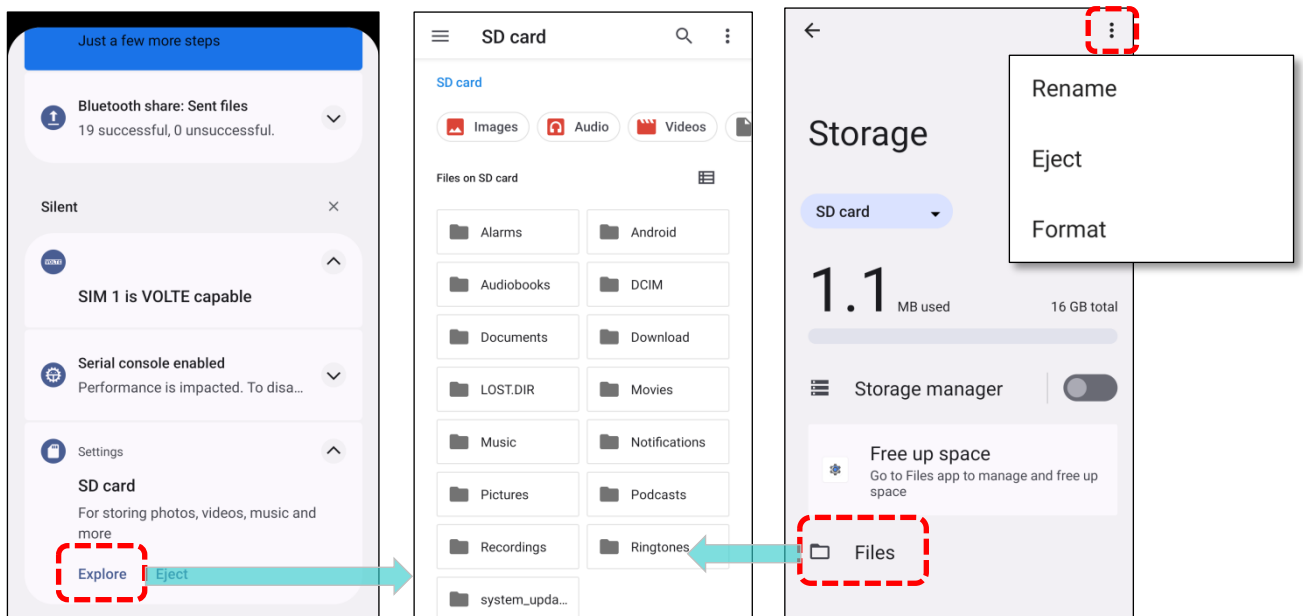 Just a few more steps
Bluetooth share: Sent files
19 successful, 0 unsuccessful.
Silent
VOLTE
SIM 1 is VOLTE capable
Serial console enabled
Performance is impacted. To disa...
Settings
SD card
For storing photos, videos, music and
more
Explore Eject
SD card
SD card
Images Audio Videos
Files on SD card
Alarms Android
Audiobooks DCIM
Documents Download
LOST.DIR Movies
Music Notifications
Pictures Podcasts
Recordings Ringtones
system_upda...
Rename
Eject
Format
Storage
SD card
1.1 MB used 16 GB total
Storage manager
Free up space
Go to Files app to manage and free up
space
Files